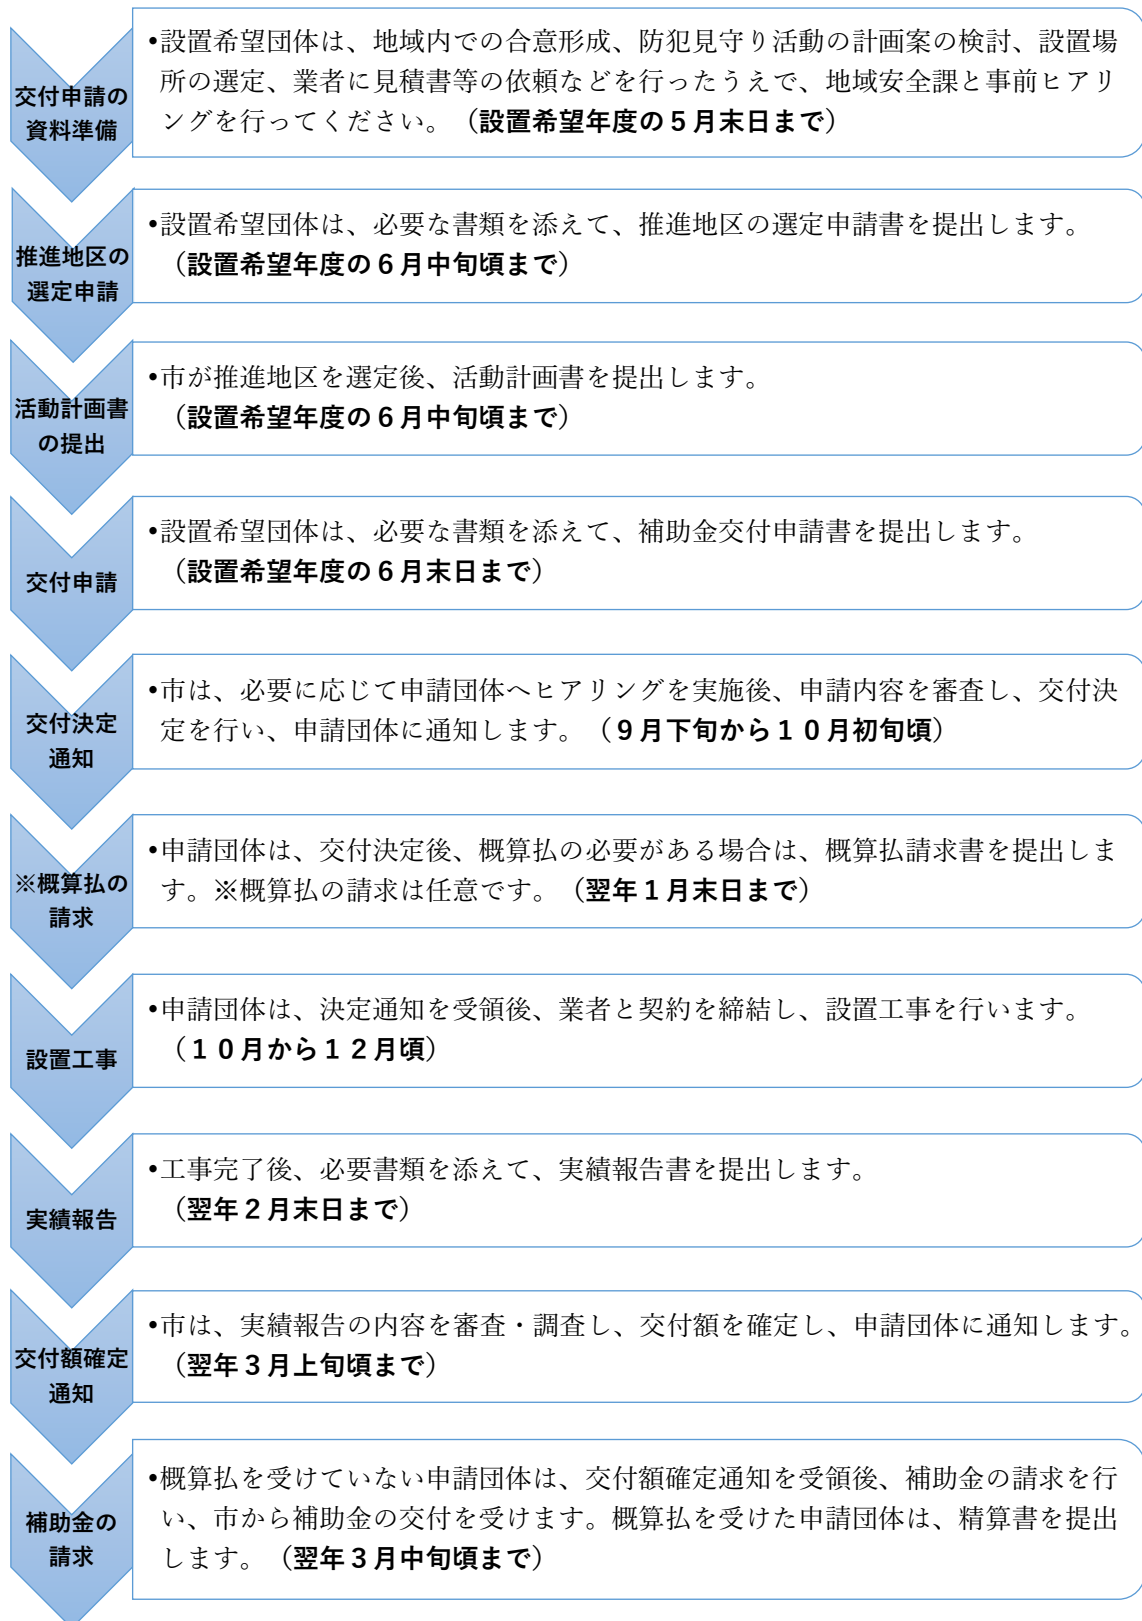 交付申請の
資料準備
•設置希望団体は、地域内での合意形成、防犯見守り活動の計画案の検討、設置場
所の選定、業者に見積書等の依頼などを行ったうえで、地域安全課と事前ヒアリ
ングを行ってください。（設置希望年度の５月末日まで）
推進地区の
選定申請
•設置希望団体は、必要な書類を添えて、推進地区の選定申請書を提出します。
（設置希望年度の６月中旬頃まで）
活動計画書
の提出
•市が推進地区を選定後、活動計画書を提出します。
（設置希望年度の６月中旬頃まで）
交付申請
•設置希望団体は、必要な書類を添えて、補助金交付申請書を提出します。
（設置希望年度の６月末日まで）
交付決定
通知
•市は、必要に応じて申請団体へヒアリングを実施後、申請内容を審査し、交付決
定を行い、申請団体に通知します。（９月下旬から１０月初旬頃）
※概算払の
請求
•申請団体は、交付決定後、概算払の必要がある場合は、概算払請求書を提出しま
す。※概算払の請求は任意です。（翌年１月末日まで）
設置工事
•申請団体は、決定通知を受領後、業者と契約を締結し、設置工事を行います。
（１０月から１２月頃）
実績報告
•工事完了後、必要書類を添えて、実績報告書を提出します。
（翌年２月末日まで）
交付額確定
通知
•市は、実績報告の内容を審査・調査し、交付額を確定し、申請団体に通知します。
（翌年３月上旬頃まで）
補助金の
請求
•概算払を受けていない申請団体は、交付額確定通知を受領後、補助金の請求を行
い、市から補助金の交付を受けます。概算払を受けた申請団体は、精算書を提出
します。（翌年３月中旬頃まで）